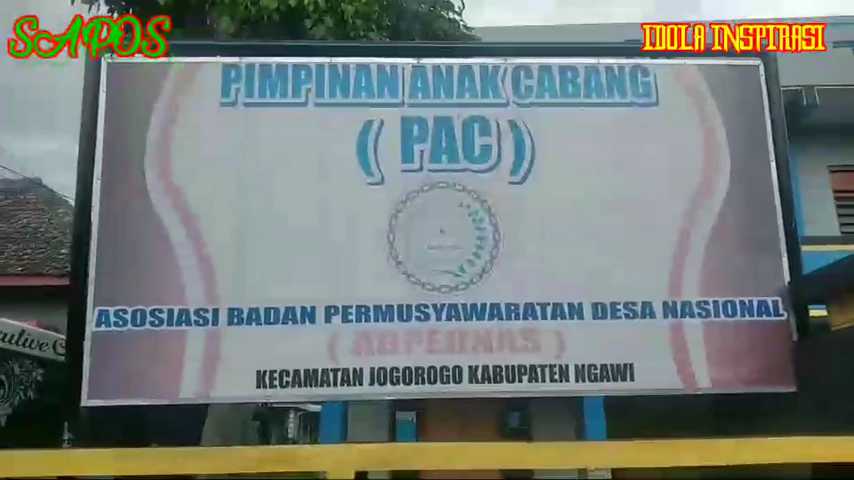 SAPOS
IDOLA INSPIRASI
PIMPINAN ANAK CABANG
(PAC)
ASOSIASI BADAN PERMUSYAWARATAN DESA NASIONAL
(ABPEDNAS)
KECAMATAN JOGOROGO KABUPATEN NGAWI